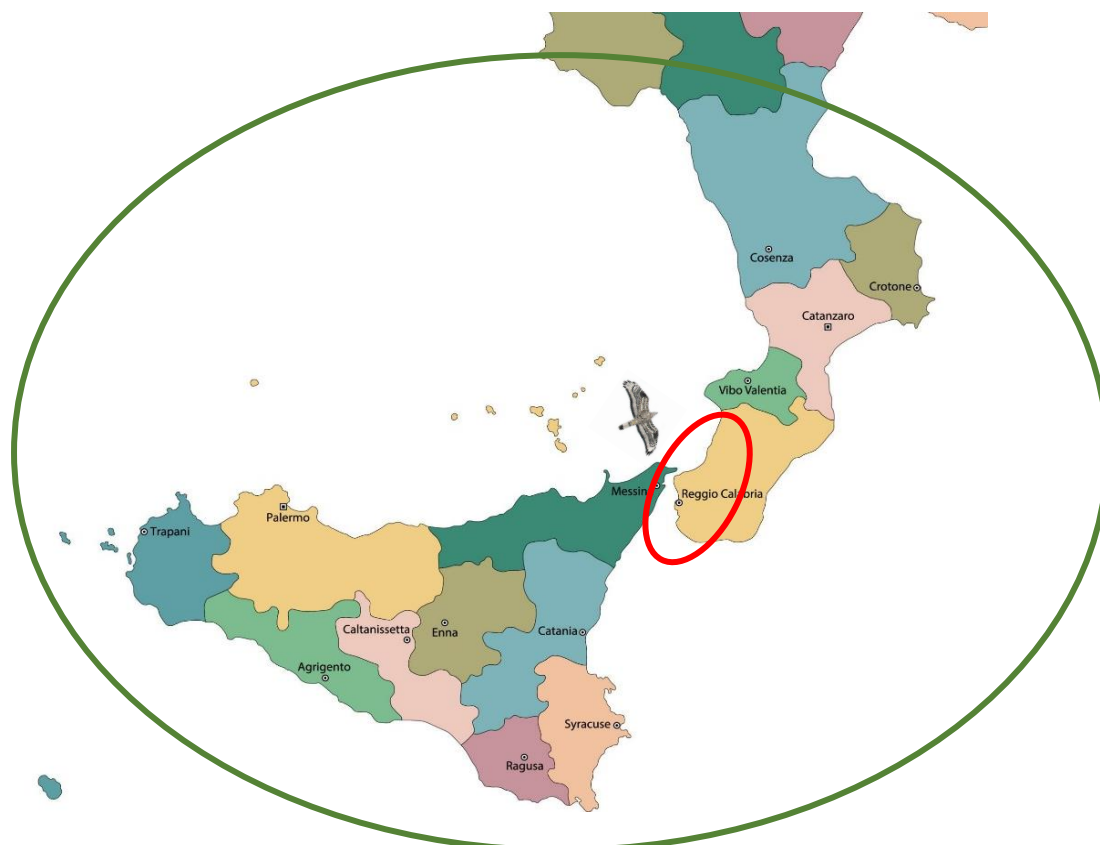 Cosenza
Crotone
Catanzaro
Vibo Valentia
Messina
Reggio Calabria
Palermo
Trapani
Caltanissetta
Enna
Catania
Agrigento
Syracuse
Ragusa